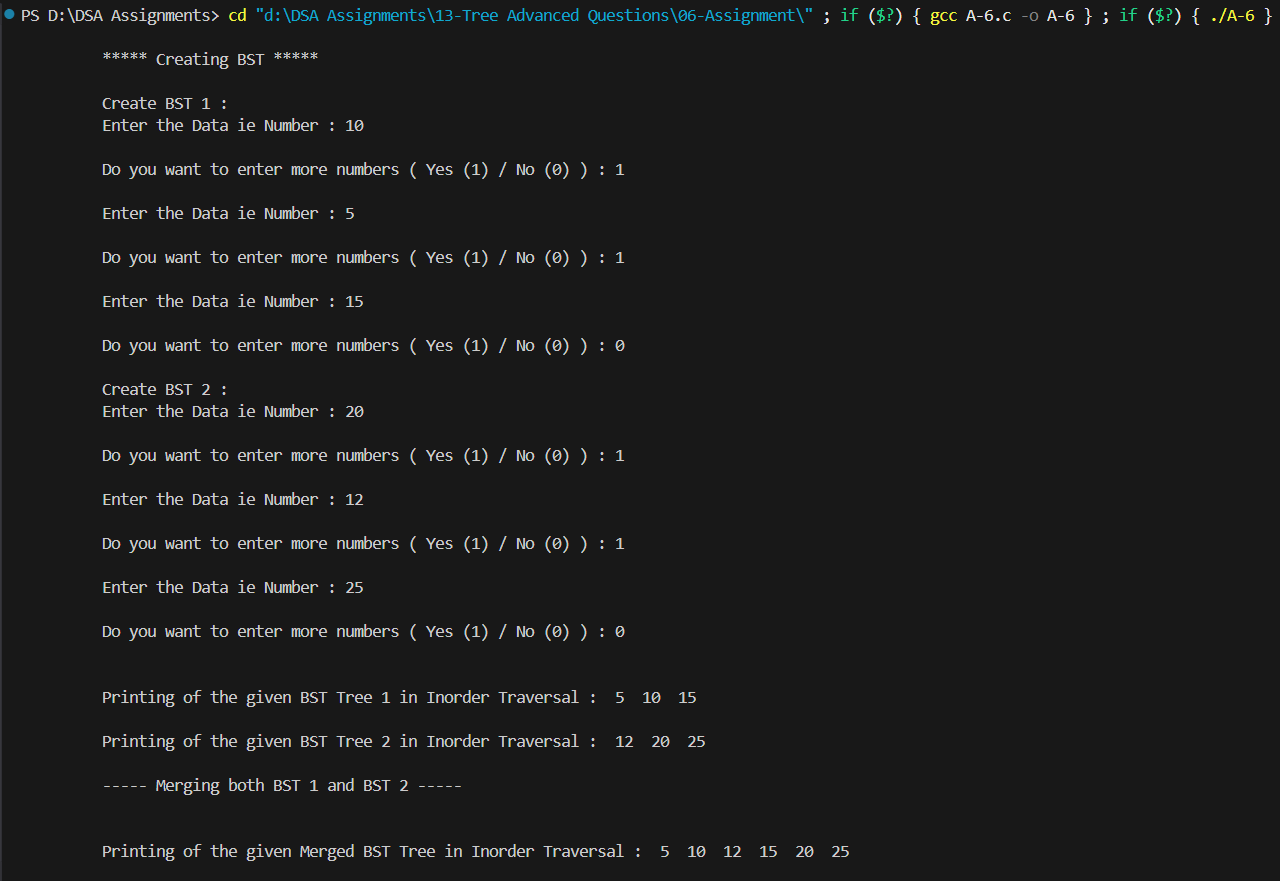 PS D:\DSA Assignments> cd "d:\DSA Assignments\13-Tree Advanced Questions\06-Assignment\" ; if ($?) { gcc A-6.c -o A-6 } ; if ($?) { ./A-6 }
***** Creating BST *****
Create BST 1 :
Enter the Data ie Number : 10
Do you want to enter more numbers ( Yes (1) / No (0) ) : 1
Enter the Data ie Number : 5
Do you want to enter more numbers ( Yes (1) / No (0) ) : 1
Enter the Data ie Number : 15
Do you want to enter more numbers ( Yes (1) / No (0) ) : 0
Create BST 2 :
Enter the Data ie Number : 20
Do you want to enter more numbers ( Yes (1) / No (0) ) : 1
Enter the Data ie Number : 12
Do you want to enter more numbers ( Yes (1) / No (0) ) : 1
Enter the Data ie Number : 25
Do you want to enter more numbers ( Yes (1) / No (0) ) : 0
Printing of the given BST Tree 1 in Inorder Traversal :  5  10  15
Printing of the given BST Tree 2 in Inorder Traversal :  12  20  25
----- Merging both BST 1 and BST 2 -----
Printing of the given Merged BST Tree in Inorder Traversal :  5  10  12  15  20  25